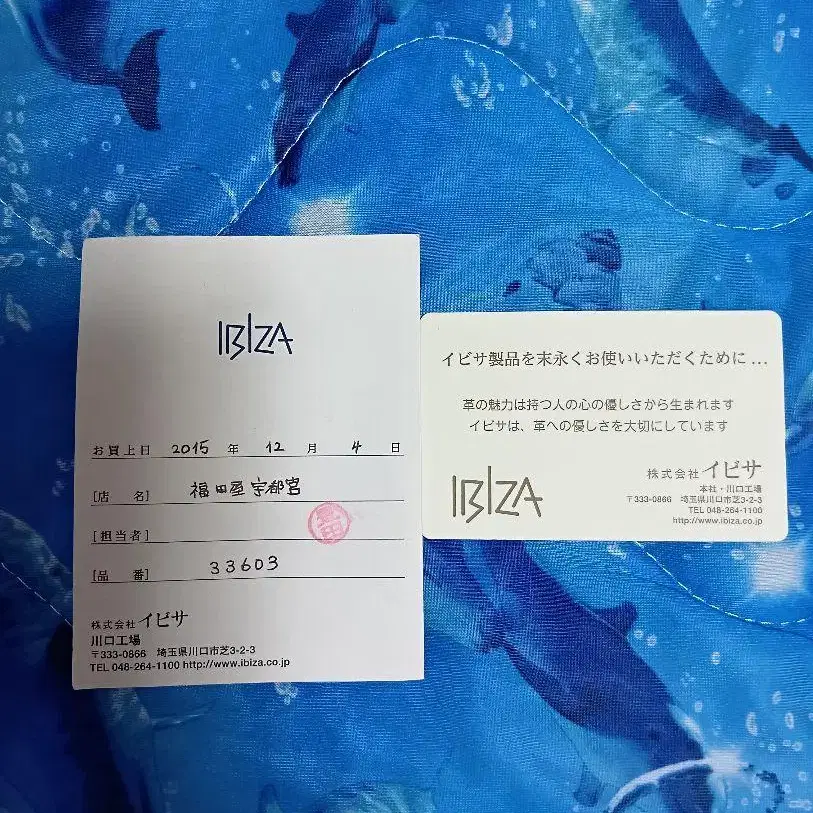 IBIZA
お買上日 2015 年 12 月 4 日
[店 名] 福田屋宇都宮
[担当者]
[品 番] 33603
株式会社イビサ
川口工場
〒333-0866 埼玉県川口市芝3-2-3
TEL 048-264-1100 http://www.ibiza.co.jp
イビサ製品を末永くお使いいただくために…
革の魅力は持つ人の心の優しさから生まれます
イビサは、革への優しさを大切にしています
IBIZA
株式会社イビサ
本社・川口工場
〒333-0866 埼玉県川口市芝3-2-3
TEL 048-264-1100
http://www.ibiza.co.jp